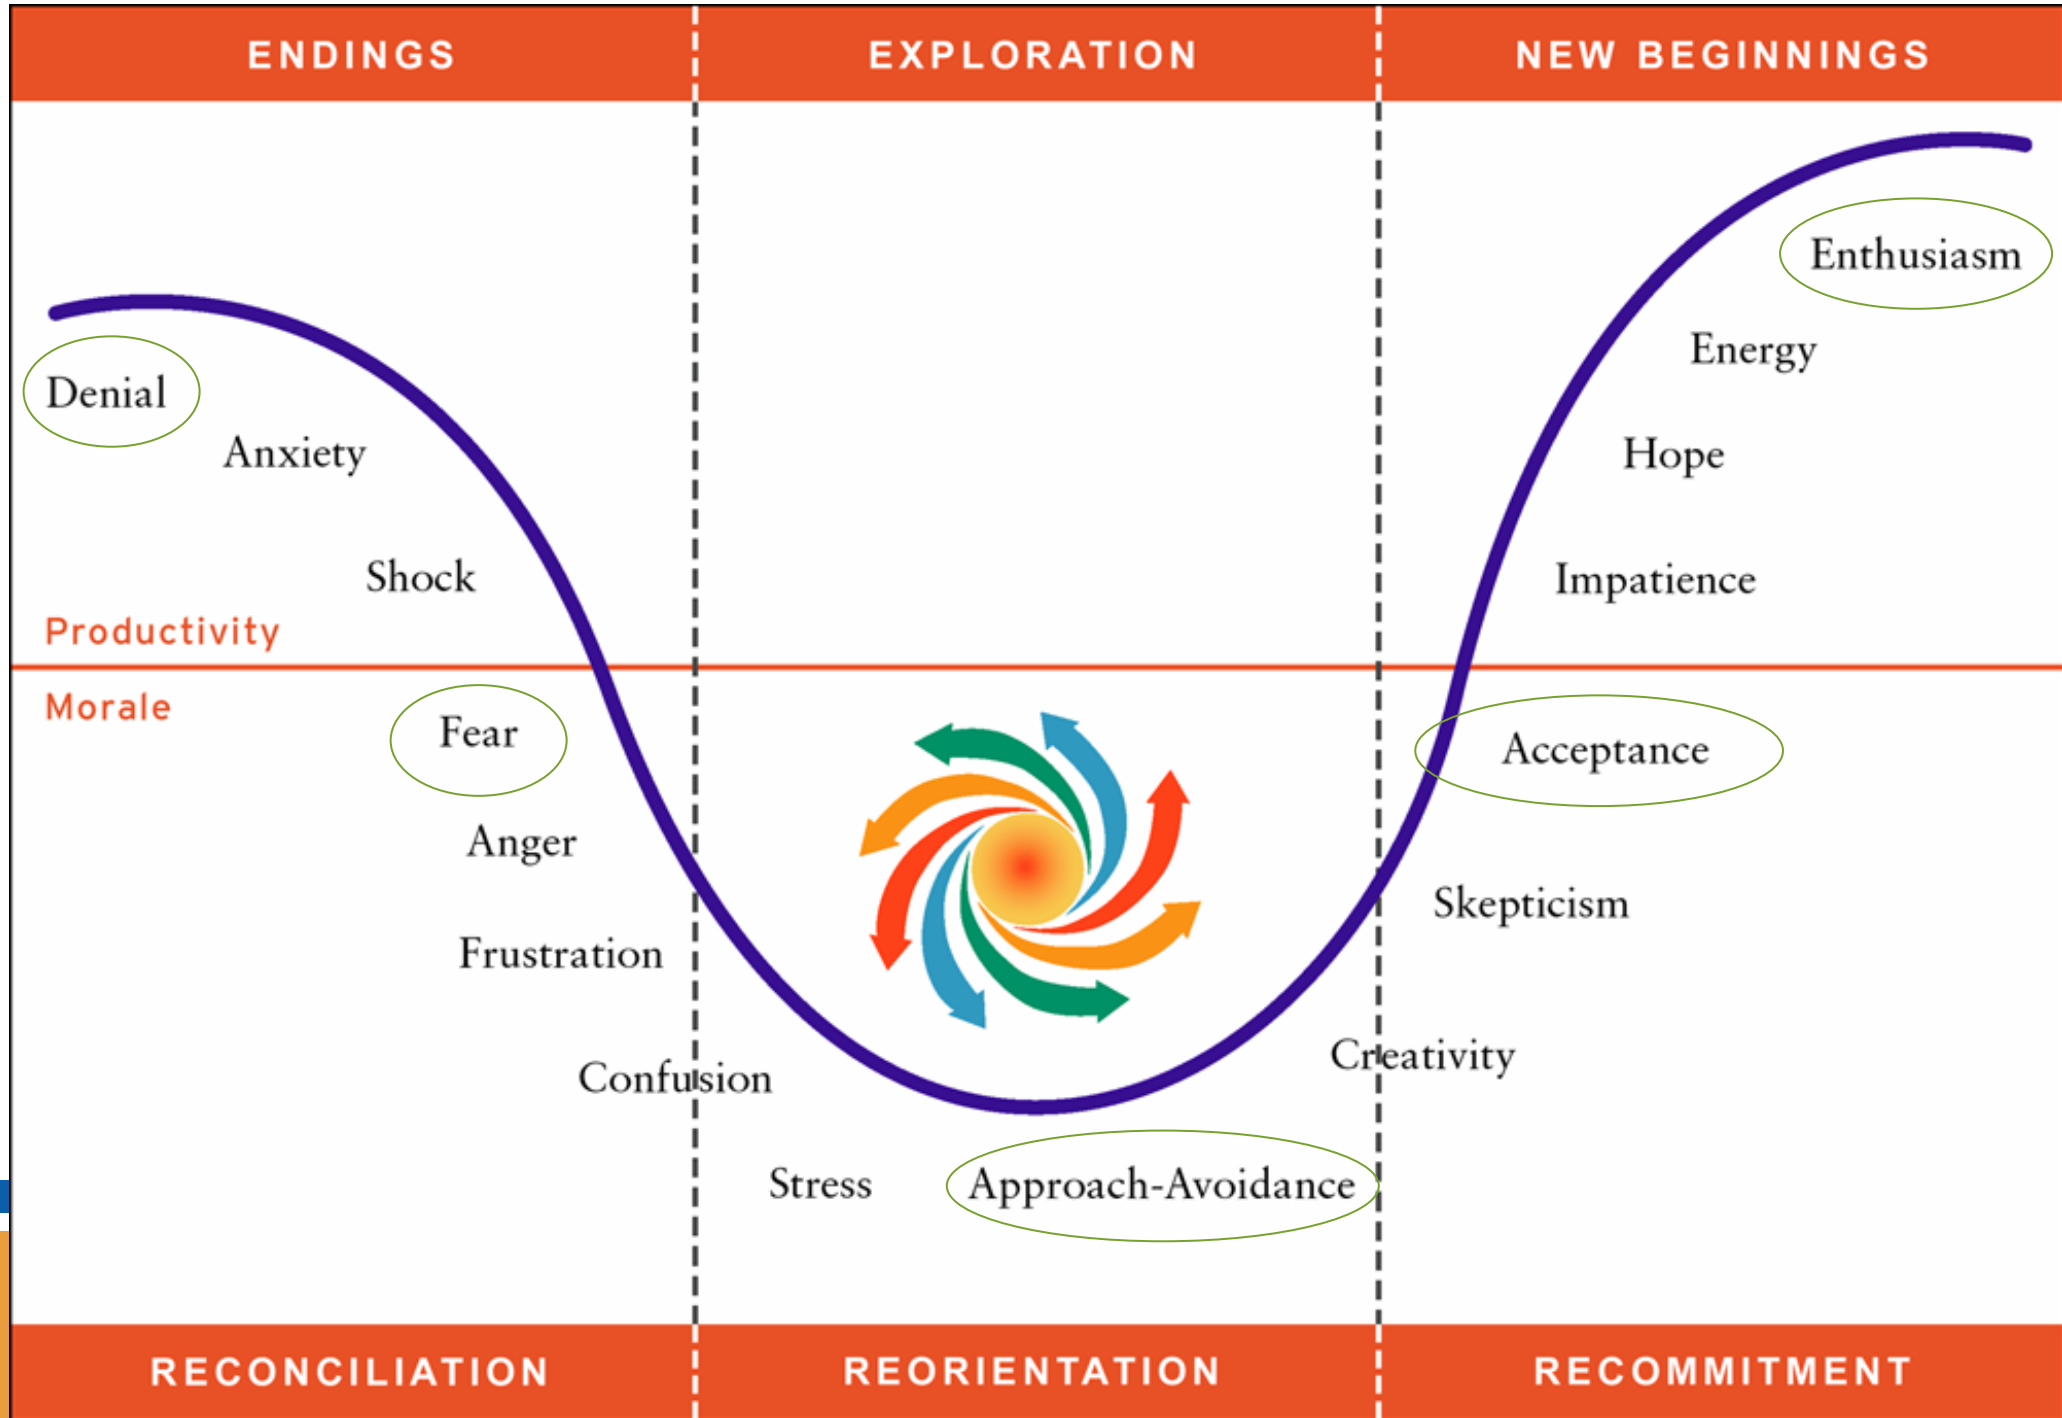 ENDINGS
EXPLORATION
NEW BEGINNINGS
Denial
Anxiety
Shock
Productivity
Morale
Fear
Anger
Frustration
Confusion
Stress
Approach-Avoidance
Creativity
Skepticism
Acceptance
Impatience
Hope
Energy
Enthusiasm
RECONCILIATION
REORIENTATION
RECOMMITMENT